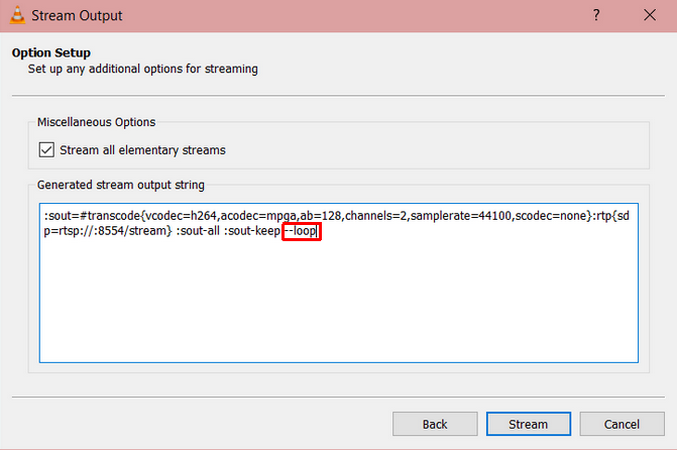 Stream Output
?
Option Setup
Set up any additional options for streaming
Miscellaneous Options
Stream all elementary streams
Generated stream output string
:sout=#transcode{vcodec=h264,acodec=mpga,ab=128,channels=2,samplerate=44100,scodec=none}:rtp{sd
p=rtsp://:8554/stream} :sout-all :sout-keep --loop
Back
Stream
Cancel